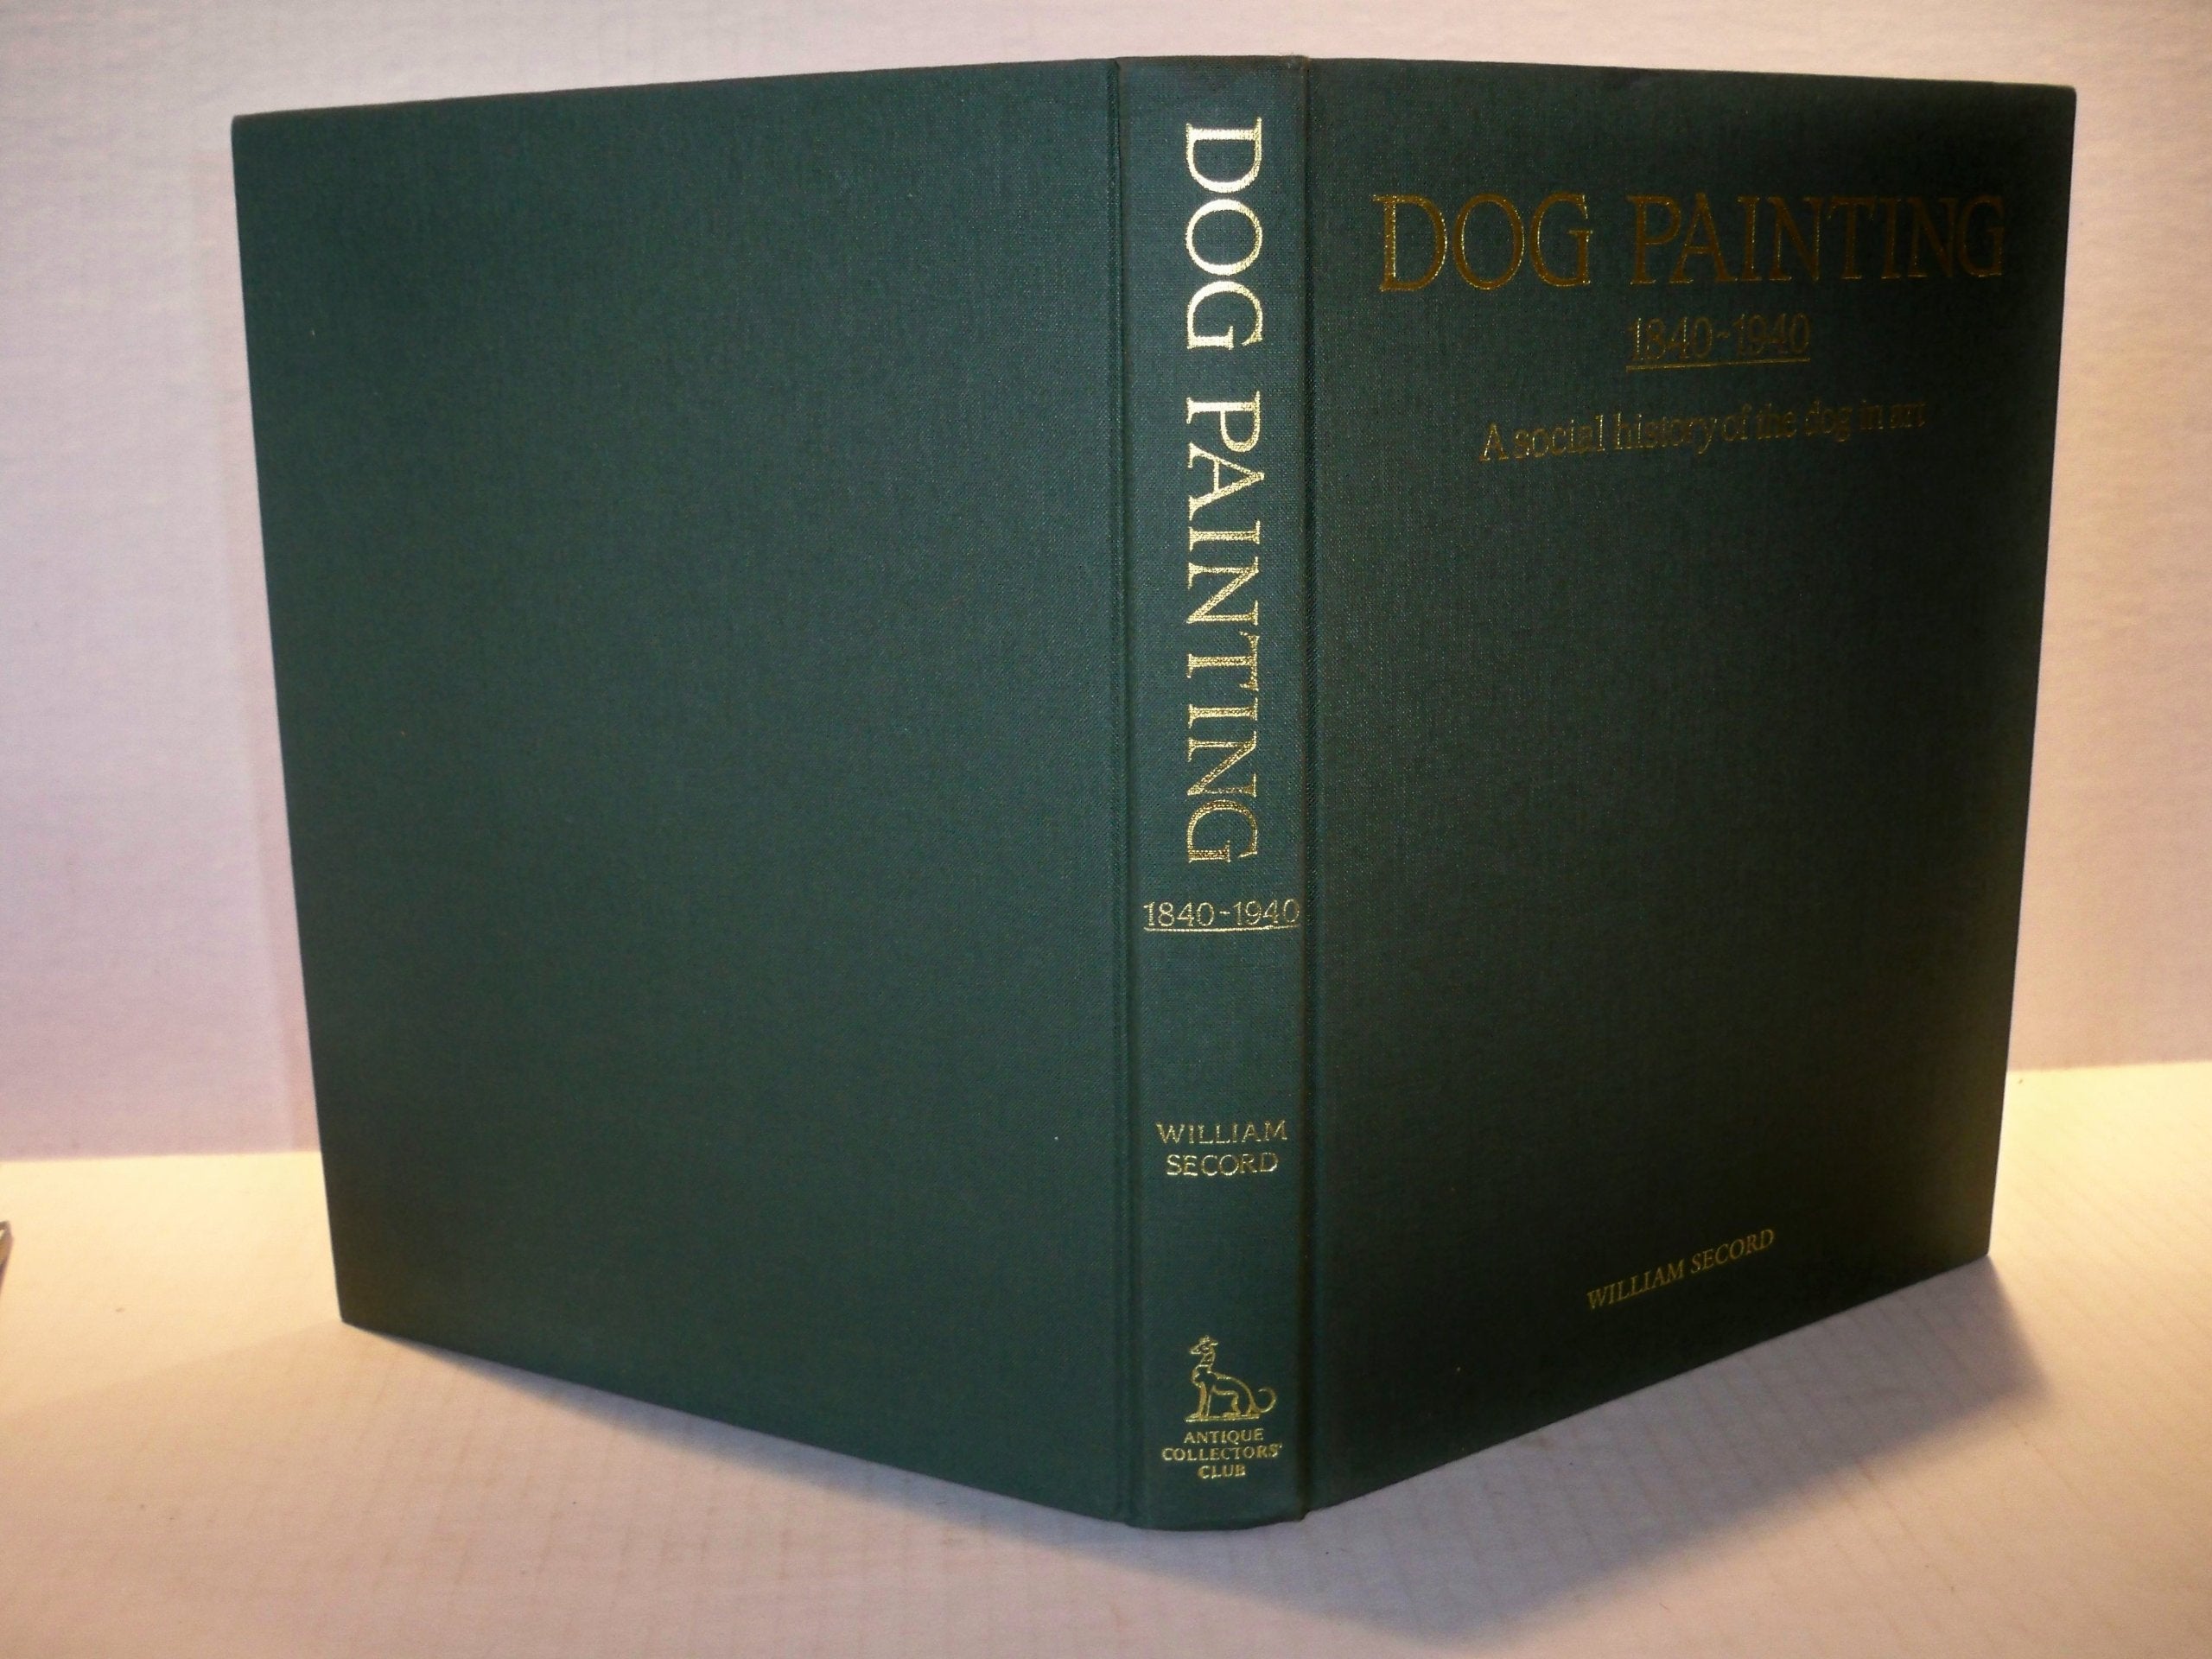 DOG PAINTING
1840-1940
WILLIAM
SECORD
ANTIQUE
COLLECTORS'
CLUB
DOG PAINTING
1840-1940
A social history of the dog in art
WILLIAM SECORD